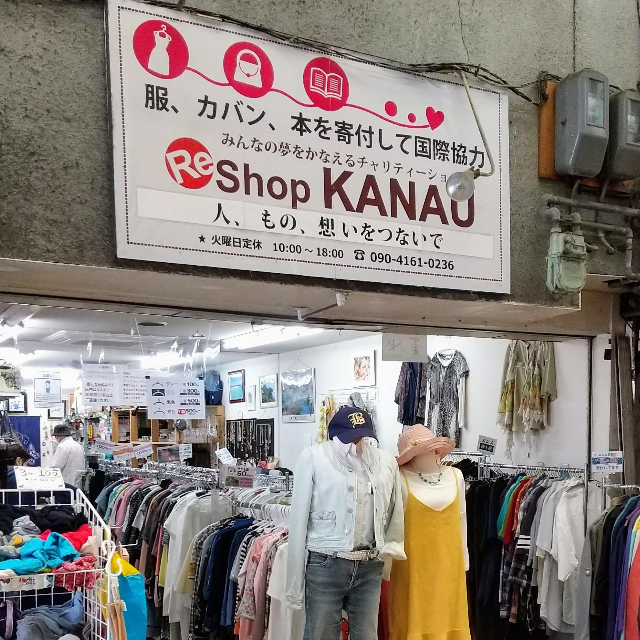 服、カバン、本を寄付して国際協力
みんなの夢をかなえるチャリティーショ
Re Shop KANAU
人、もの、想いをつないで
★ 火曜日定休 10:00～18:00 ☎ 090-4161-0236